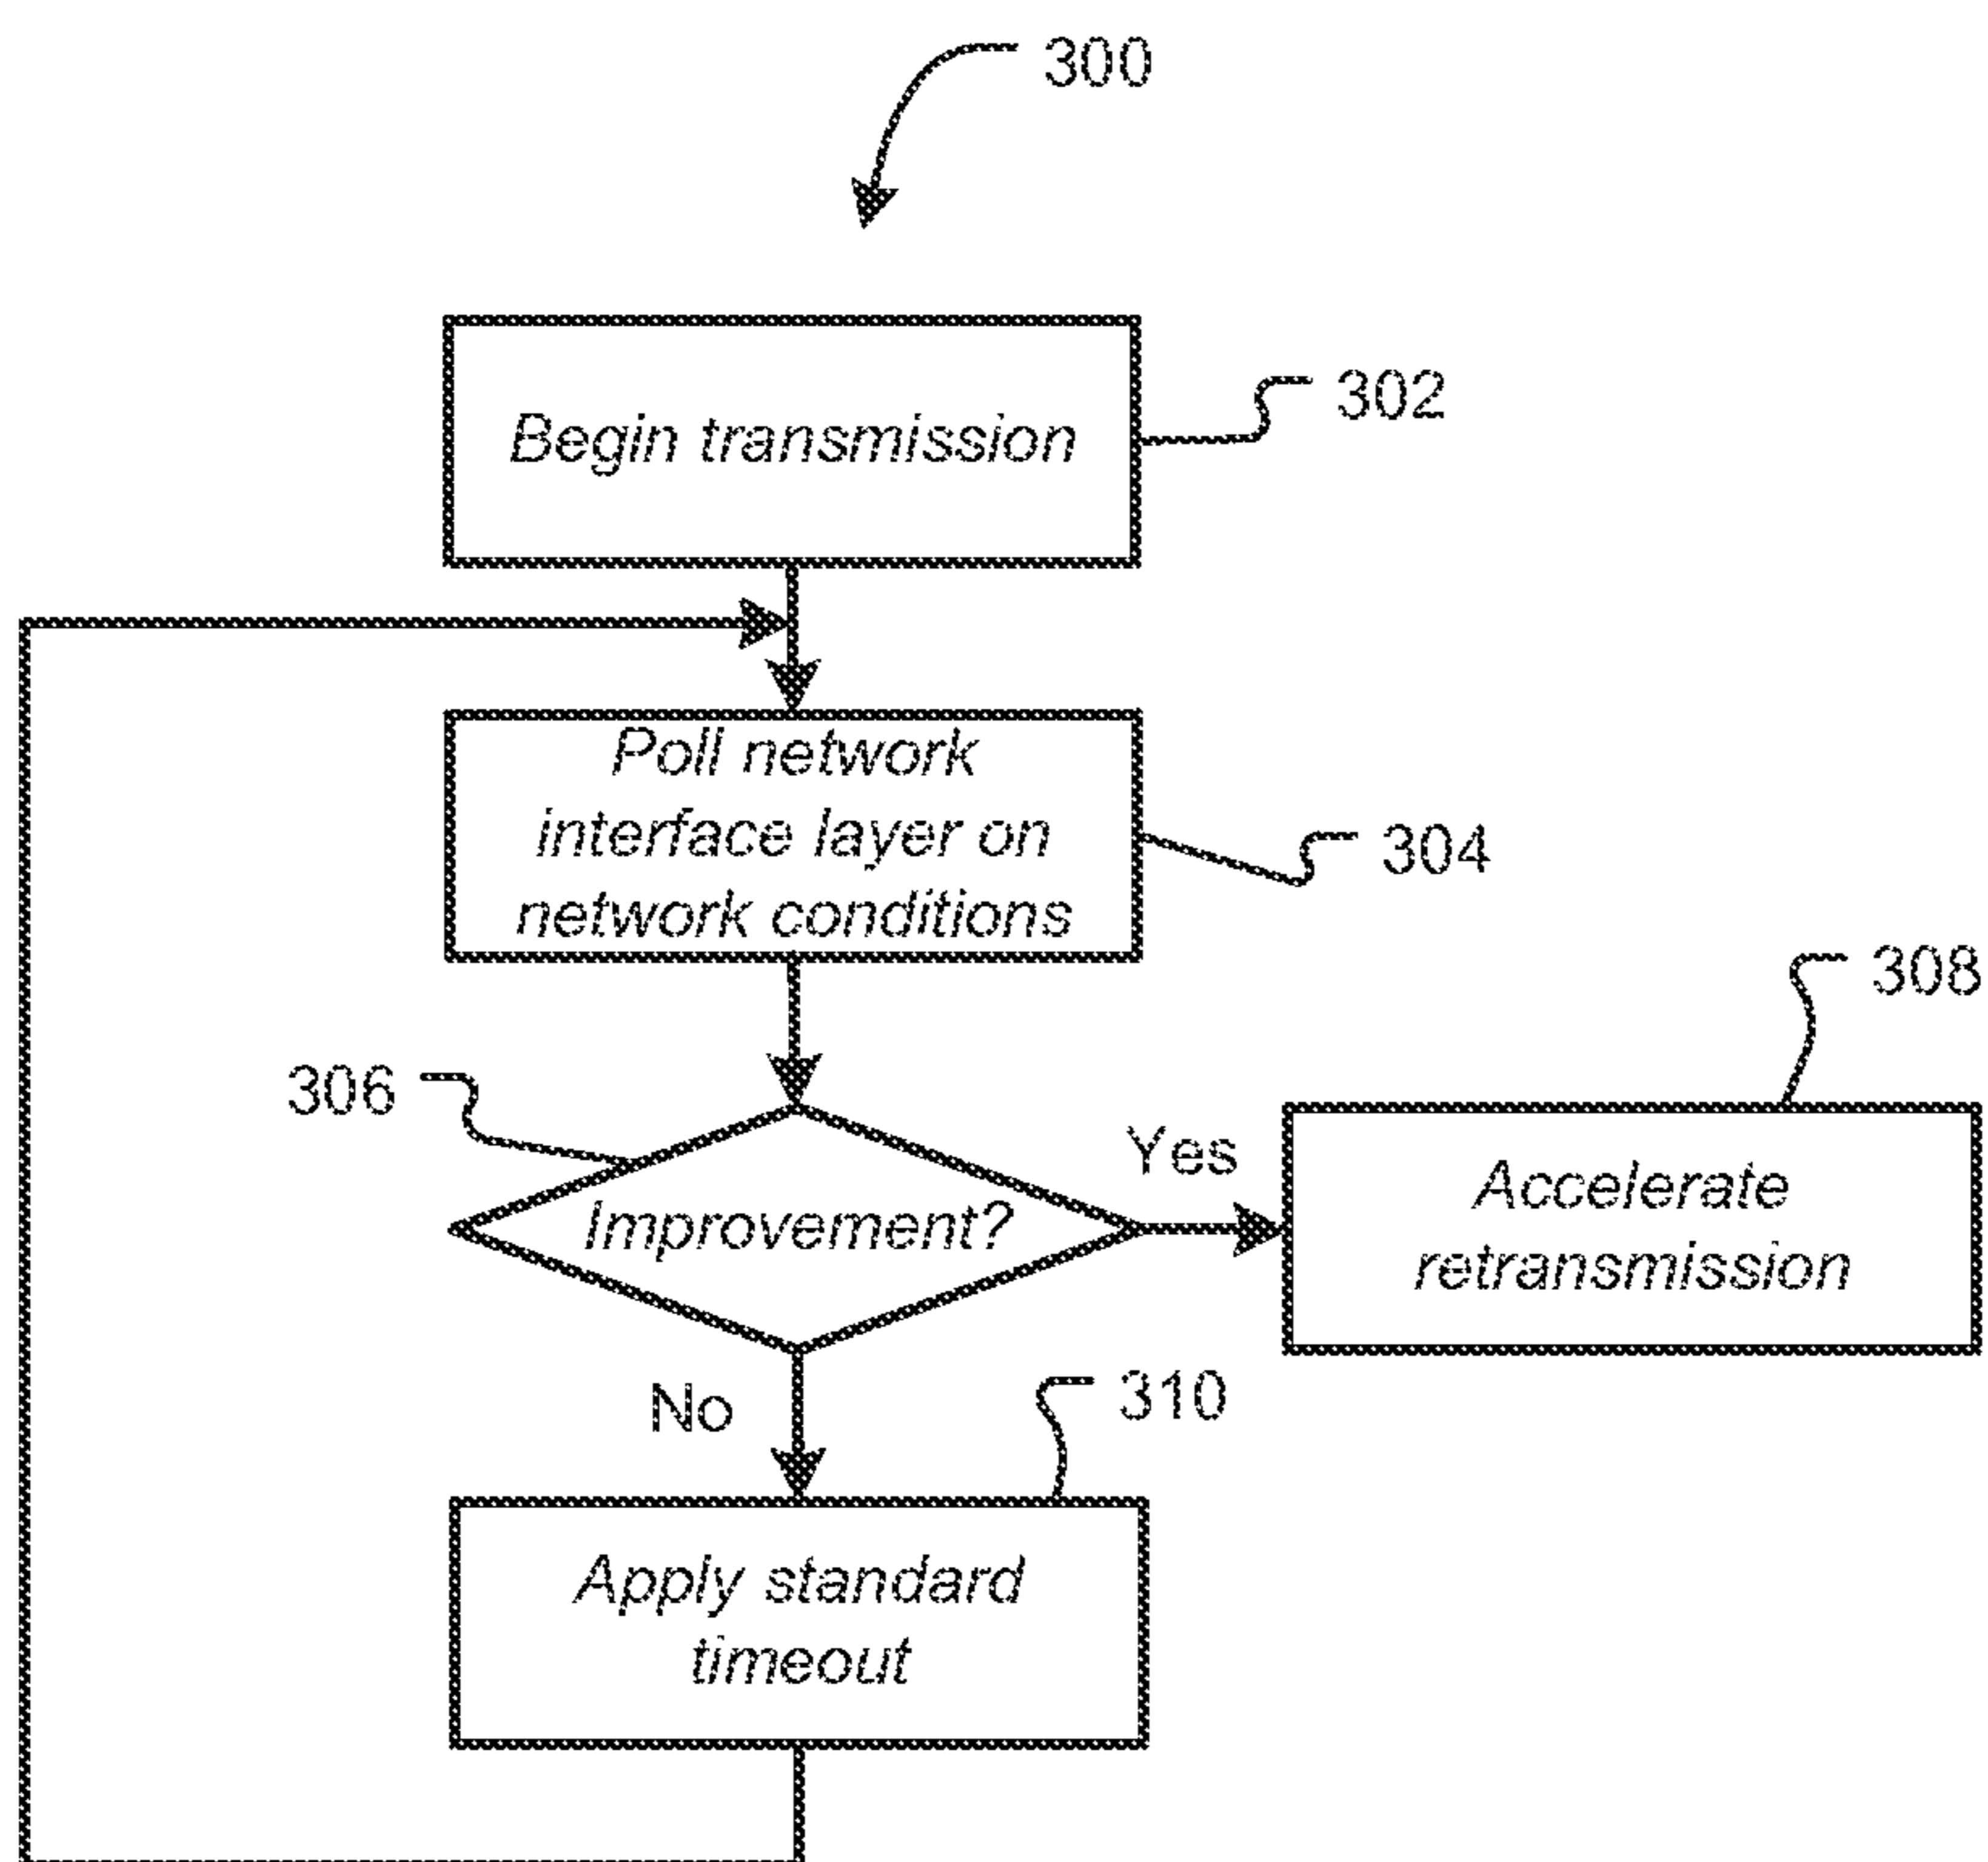 300
Begin transmission
302
Poll network
interface layer on
network conditions
304
308
306
Improvement?
Yes
Accelerate
retransmission
No
310
Apply standard
timeout